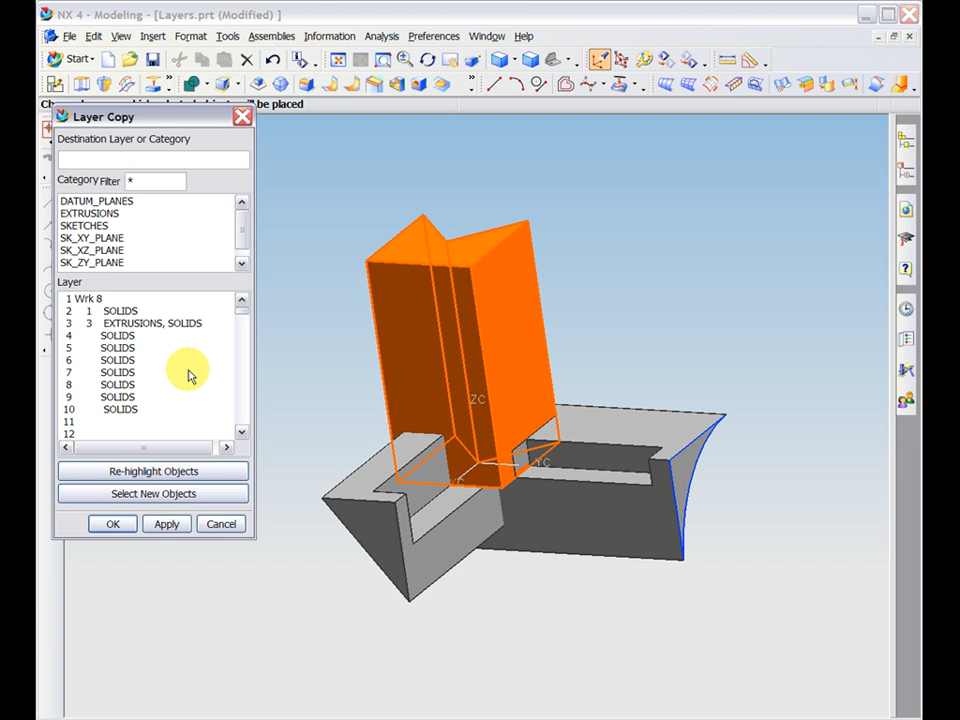 NX 4 - Modeling - [Layers.prt (Modified) ]
File Edit View Insert Format Tools Assemblies Information Analysis Preferences Window Help
Start
Layer Copy
Destination Layer or Category
Category Filter *
DATUM_PLANES
EXTRUSIONS
SKETCHES
SK_XY_PLANE
SK_XZ_PLANE
SK_ZY_PLANE
Layer
1 Wrk 8
2 1 SOLIDS
3 3 EXTRUSIONS, SOLIDS
4 SOLIDS
5 SOLIDS
6 SOLIDS
7 SOLIDS
8 SOLIDS
9 SOLIDS
10 SOLIDS
11
12
Re-highlight Objects
Select New Objects
OK Apply Cancel
ZC
YC